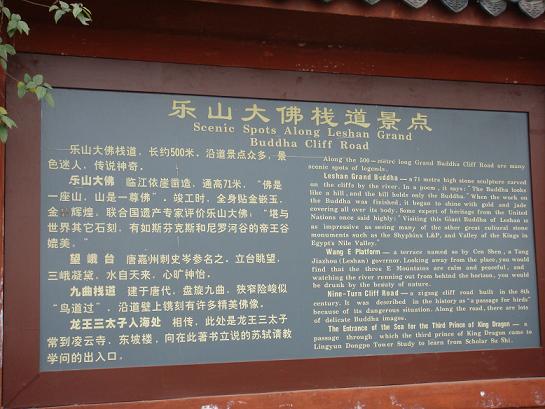 乐山大佛栈道景点
Scenic Spots Along Leshan Grand
Buddha Cliff Road
乐山大佛栈道，长约500米，沿道景点众多，景
色迷人，传说神奇。
乐山大佛 临江依崖凿造，通高71米，“佛是
一座山，山是一尊佛”。竣工时，全身贴金嵌玉，
金 辉煌。联合国遗产专家评价乐山大佛：“堪与
世界其它石刻，有如斯芬克斯和尼罗河谷的帝王谷
媲美。”
望峨台 唐嘉州刺史岑参名之，立台眺望，
三峨凝黛，水自天来，心旷神怡。
九曲栈道 建于唐代，盘旋九曲，狭窄险峻似
“鸟道过”，沿道壁上镌刻有许多精美佛像。
龙王三太子入海处 相传，此处是龙王三太子
常到凌云寺、东坡楼，向在此著书立说的苏轼请教
学问的出入口。
Along the 500-metre long Grand Buddha Cliff Road are many
scenic spots of legends.
Leshan Grand Buddha — a 71 metre high stone sculpture carved
on the cliffs by the river. In a poem, it says: "The Buddha looks
like a hill, and the hill holds only the Buddha." When the work on
the Buddha was finished, it began to shine with gold and jade
covering all over its body. Some expert of heritage from the United
Nations once said highly: "Visiting this Giant Buddha of Leshan is
as impressive as seeing many of the other great cultural stone
monuments such as the Shyphinx L&P, and Valley of the Kings in
Egypt's Nile Valley."
Wang E Platform — a terrace named by Cen Shen, a Tang
Jiazhou (Leshan) governor. Looking away from the place, you would
find that the three E Mountains are calm and peaceful, and
watching the river running out from behind the horizon, you would
be drunk by the beauty of nature.
Nine-Turn Cliff Road — a zigzag cliff road built in the 8th
century. It was described in the history as "a passage for birds"
because of its dangerous situation. Along the road, there are lots
of delicate Buddha images.
The Entrance of the Sea for the Third Prince of King Dragon — a
passage through which the third prince of King Dragon came to
Lingyun Dongpo Tower Study to learn from Scholar Su Shi.